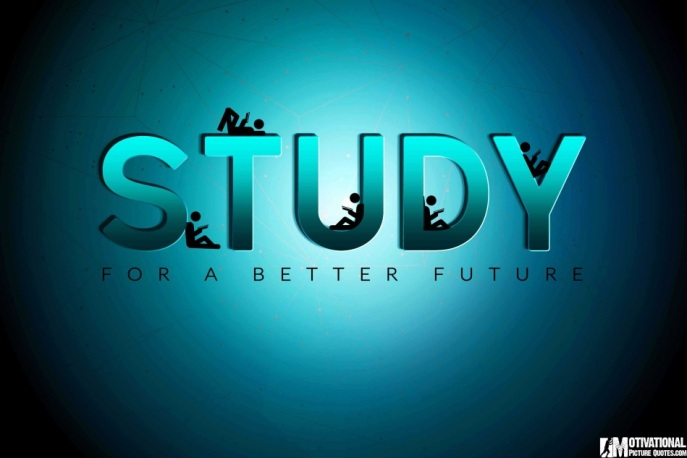 STUDY
FOR A BETTER FUTURE
MOTIVATIONAL
PICTURE QUOTES.COM